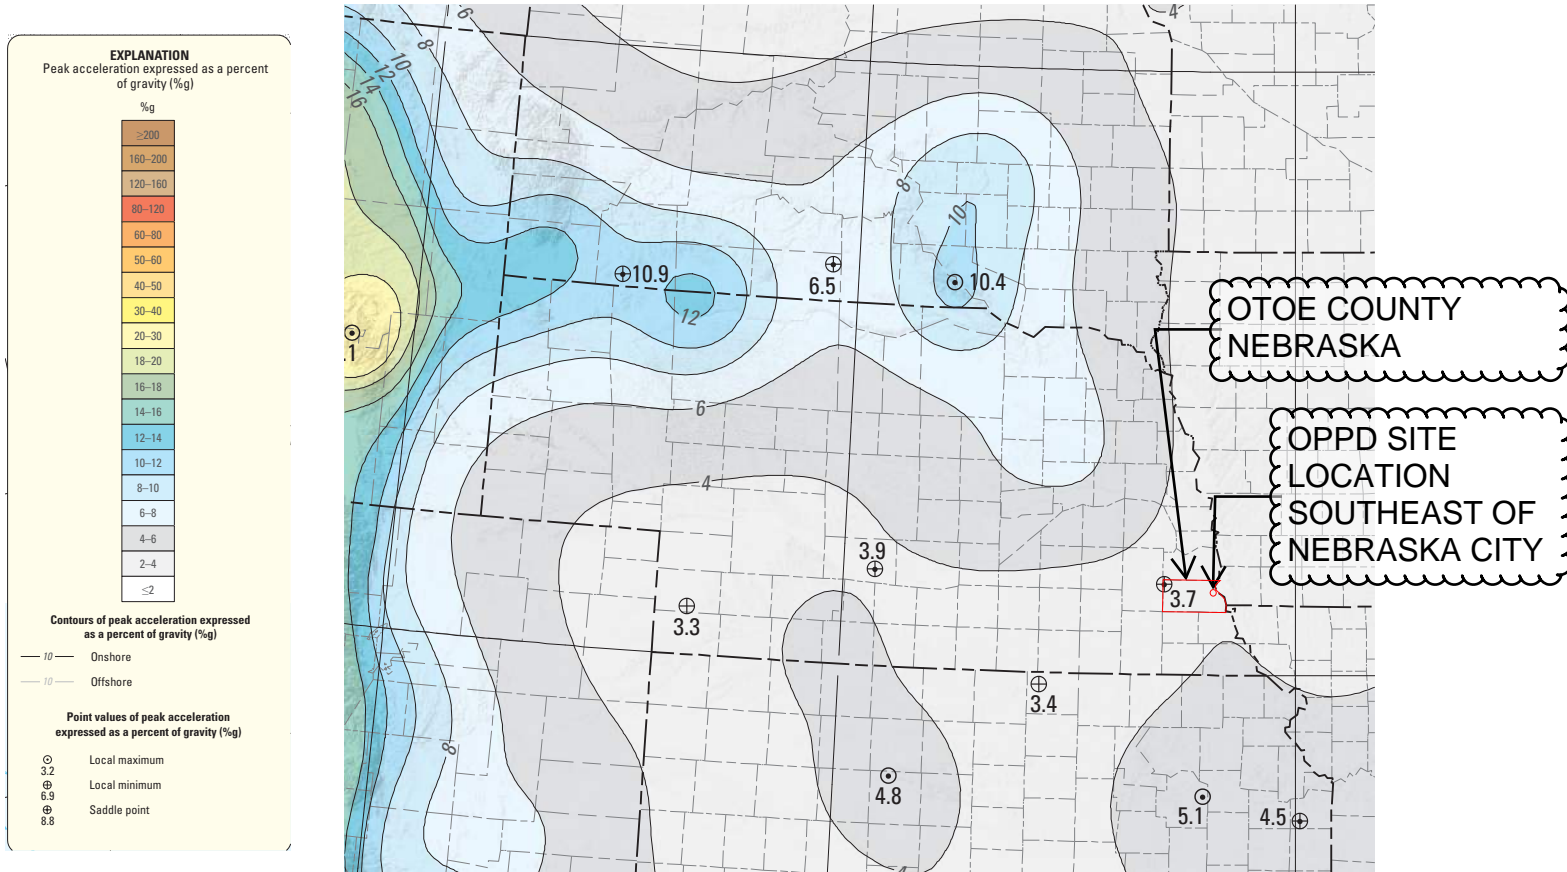 EXPLANATION
Peak acceleration expressed as a percent
of gravity (%g)
%g
≥200
160–200
120–160
80–120
60–80
50–60
40–50
30–40
20–30
18–20
16–18
14–16
12–14
10–12
8–10
6–8
4–6
2–4
≤2
Contours of peak acceleration expressed
as a percent of gravity (%g)
10 Onshore
10 Offshore
Point values of peak acceleration
expressed as a percent of gravity (%g)
Local maximum
3.2
Local minimum
6.9
Saddle point
8.8
6
4
8
10
12
14
16
6
8
10
10.9
6.5
10.4
12
.1
6
4
3.9
3.3
3.7
3.4
8
4.8
5.1
4.5
4
OTOE COUNTY
NEBRASKA
OPPD SITE
LOCATION
SOUTHEAST OF
NEBRASKA CITY